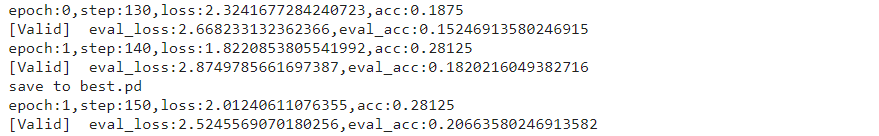 epoch:0,step:130,loss:2.3241677284240723,acc:0.1875
[Valid]  eval_loss:2.668233132362366,eval_acc:0.15246913580246915
epoch:1,step:140,loss:1.8220853805541992,acc:0.28125
[Valid]  eval_loss:2.8749785661697387,eval_acc:0.1820216049382716
save to best.pd
epoch:1,step:150,loss:2.01240611076355,acc:0.28125
[Valid]  eval_loss:2.5245569070180256,eval_acc:0.20663580246913582